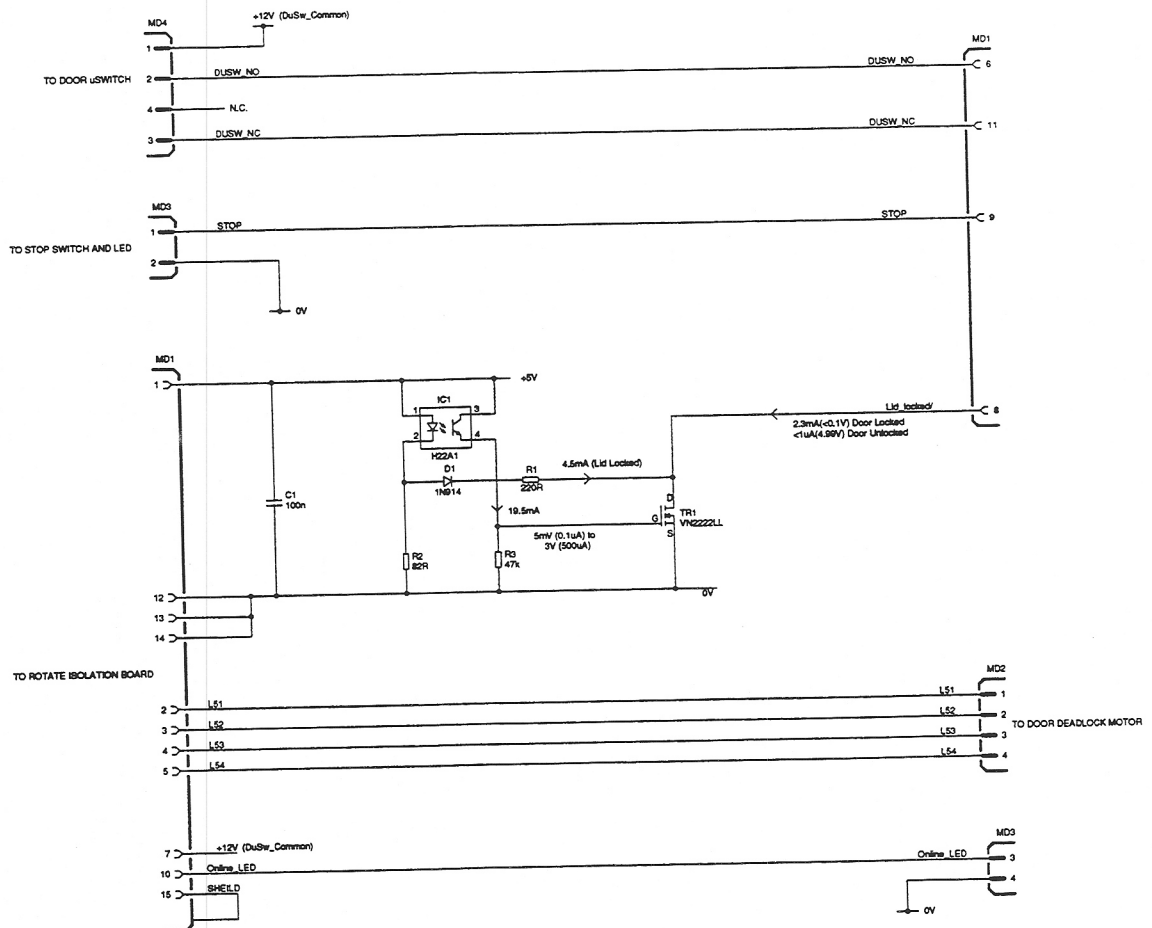 +12V (DuSw_Common)
MD4
1
TO DOOR uSWITCH
2
DUSW_NO
4
N.C.
3
DUSW_NC
MD1
DUSW_NO
6
DUSW_NC
11
MD3
1
STOP
TO STOP SWITCH AND LED
2
0V
STOP
9
MD1
1
+5V
IC1
1
3
2
4
H22A1
D1
1N914
R1
220R
4.5mA (Lid Locked)
Lid_locked/
8
2.3mA(<0.1V) Door Locked
<1uA(4.99V) Door Unlocked
C1
100n
19.5mA
D
G
S
TR1
VN2222LL
5mV (0.1uA) to
3V (500uA)
R2
82R
R3
47k
12
0V
13
14
TO ROTATE ISOLATION BOARD
2
L51
3
L52
4
L53
5
L54
MD2
L51
1
L52
2
TO DOOR DEADLOCK MOTOR
L53
3
L54
4
7
+12V (DuSw_Common)
10
Online_LED
15
SHEILD
MD3
Online_LED
3
4
0V